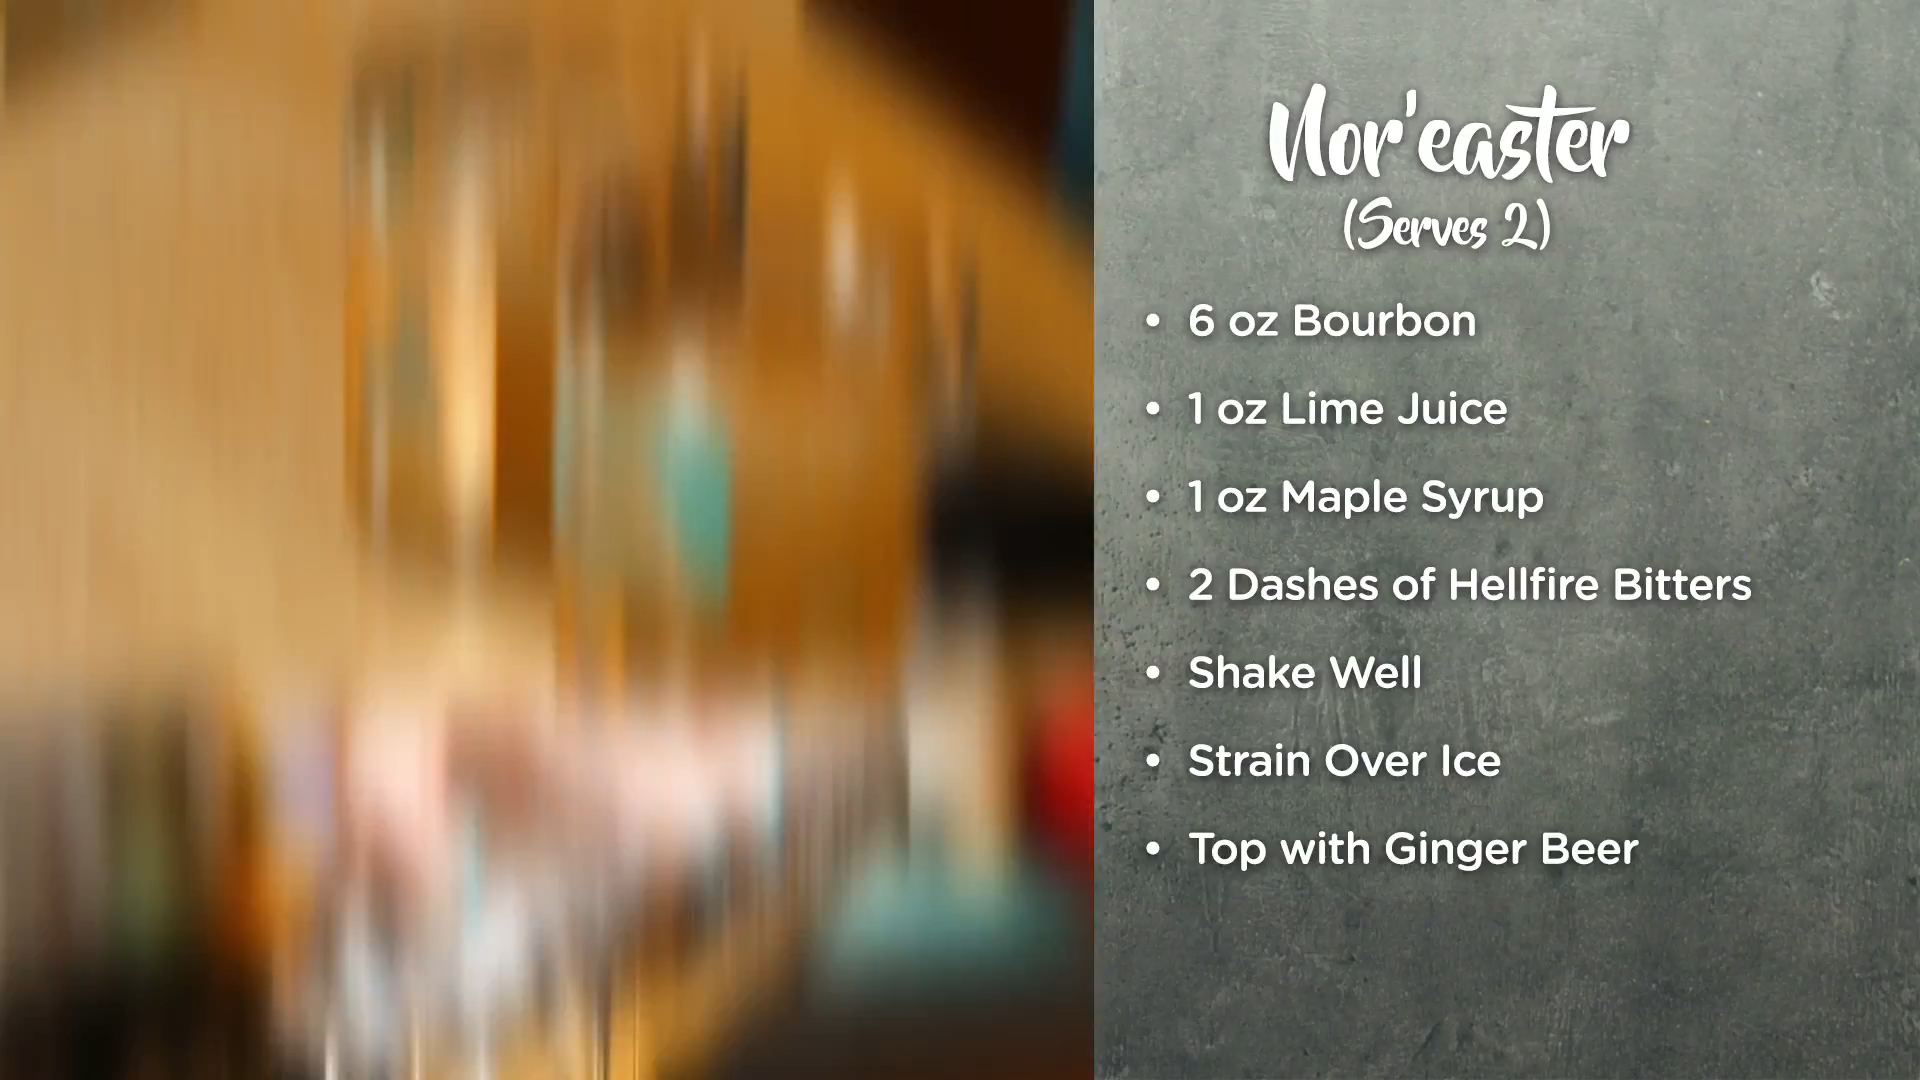 Nor'easter
(Serves 2)
• 6 oz Bourbon
• 1 oz Lime Juice
• 1 oz Maple Syrup
• 2 Dashes of Hellfire Bitters
• Shake Well
• Strain Over Ice
• Top with Ginger Beer